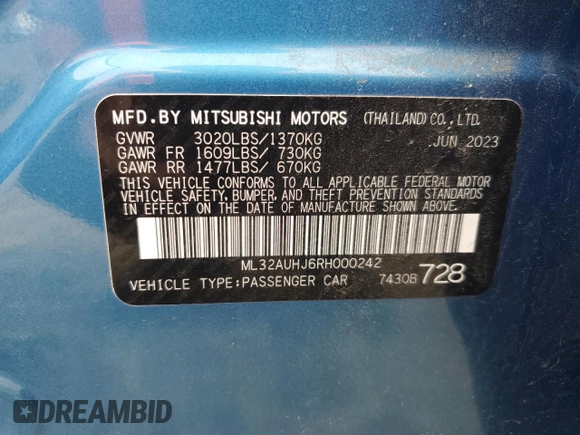 MFD.BY MITSUBISHI MOTORS (THAILAND) CO., LTD.
GVWR 3020LBS/1370KG JUN 2023
GAWR FR 1609LBS/ 730KG
GAWR RR 1477LBS/ 670KG
THIS VEHICLE CONFORMS TO ALL APPLICABLE FEDERAL MOTOR
VEHICLE SAFETY, BUMPER, AND THEFT PREVENTION STANDARDS
IN EFFECT ON THE DATE OF MANUFACTURE SHOWN ABOVE.
ML32AUHJ6RH000242
VEHICLE TYPE:PASSENGER CAR 7430B 728
DREAMBID